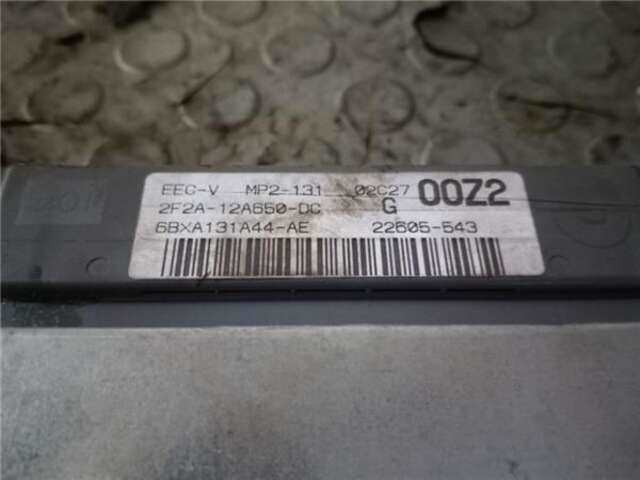 EEC-V MP2-131 02C27 00Z2
2F2A-12A650-DC G
6BXA131A44-AE 22605-543